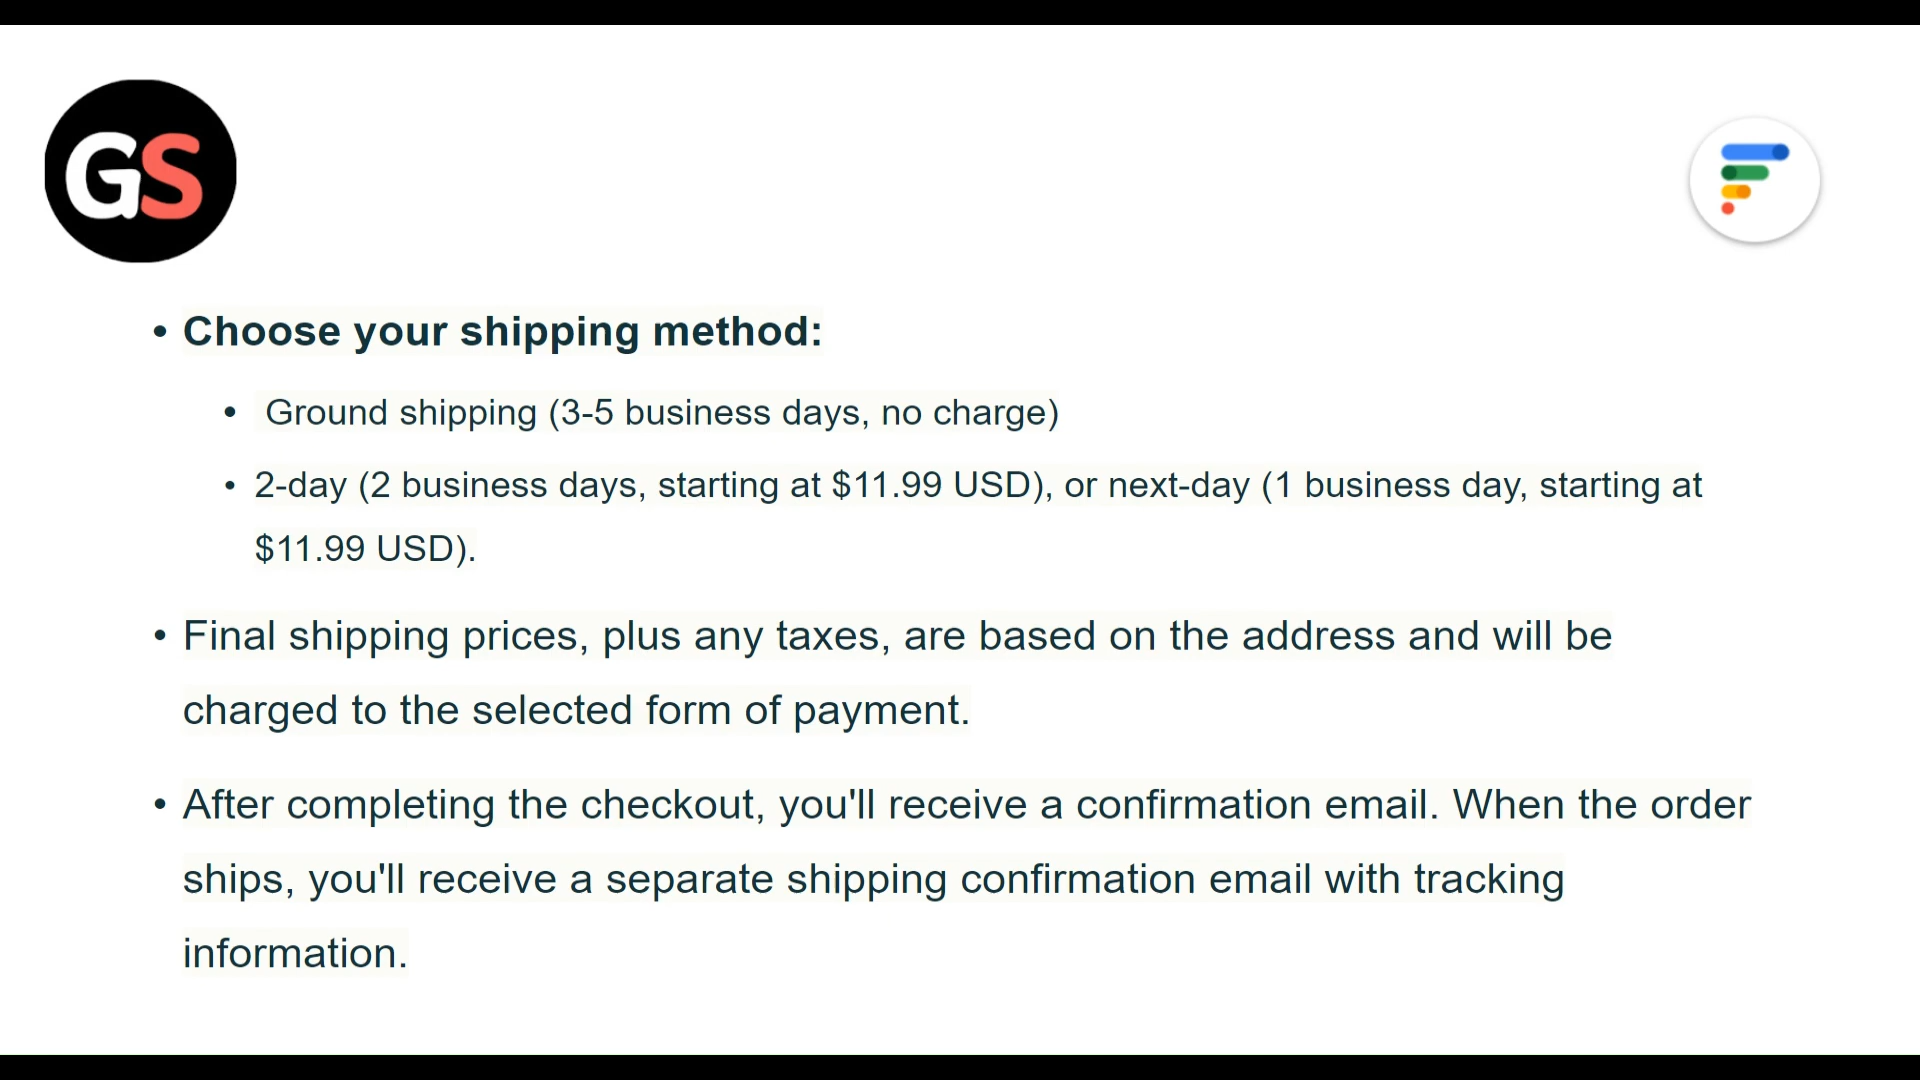 GS
• Choose your shipping method:
• Ground shipping (3-5 business days, no charge)
• 2-day (2 business days, starting at $11.99 USD), or next-day (1 business day, starting at
$11.99 USD).
• Final shipping prices, plus any taxes, are based on the address and will be
charged to the selected form of payment.
• After completing the checkout, you'll receive a confirmation email. When the order
ships, you'll receive a separate shipping confirmation email with tracking
information.